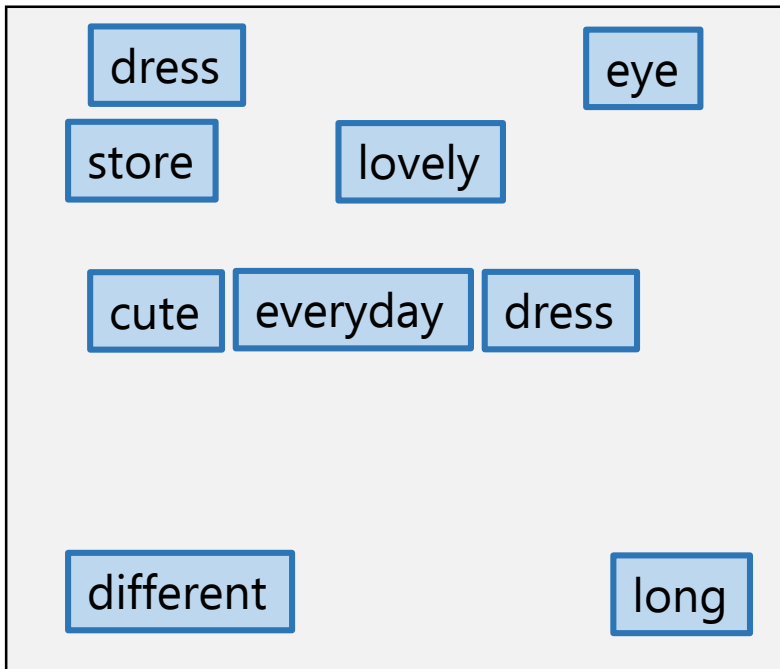 dress eye
store lovely
cute everyday dress
different long